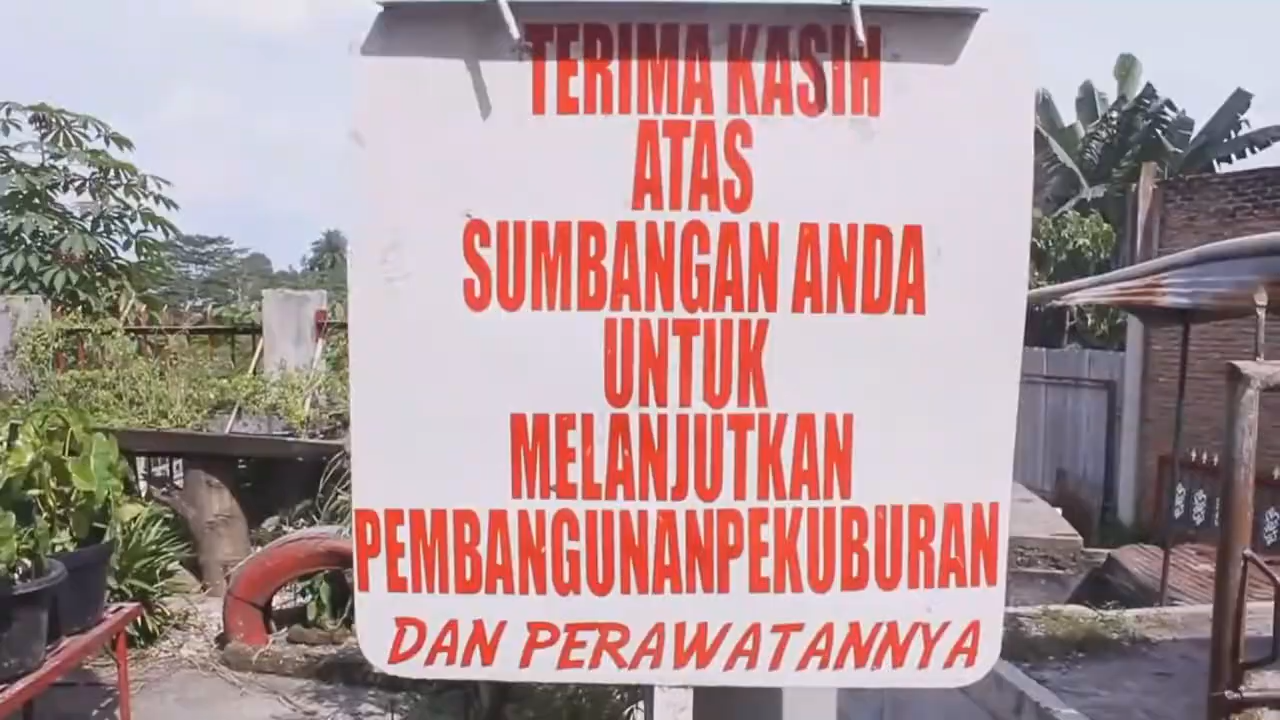 TERIMA KASIH
ATAS
SUMBANGAN ANDA
UNTUK
MELANJUTKAN
PEMBANGUNANPEKUBURAN
DAN PERAWATANNYA